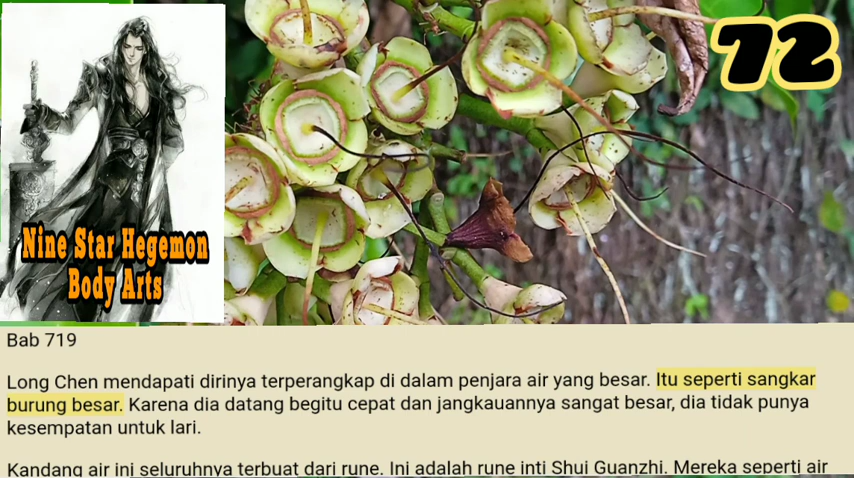 72
Nine Star Hegemon
Body Arts
Bab 719
Long Chen mendapati dirinya terperangkap di dalam penjara air yang besar. Itu seperti sangkar
burung besar. Karena dia datang begitu cepat dan jangkauannya sangat besar, dia tidak punya
kesempatan untuk lari.
Kandang air ini seluruhnya terbuat dari rune. Ini adalah rune inti Shui Guanzhi. Mereka seperti air